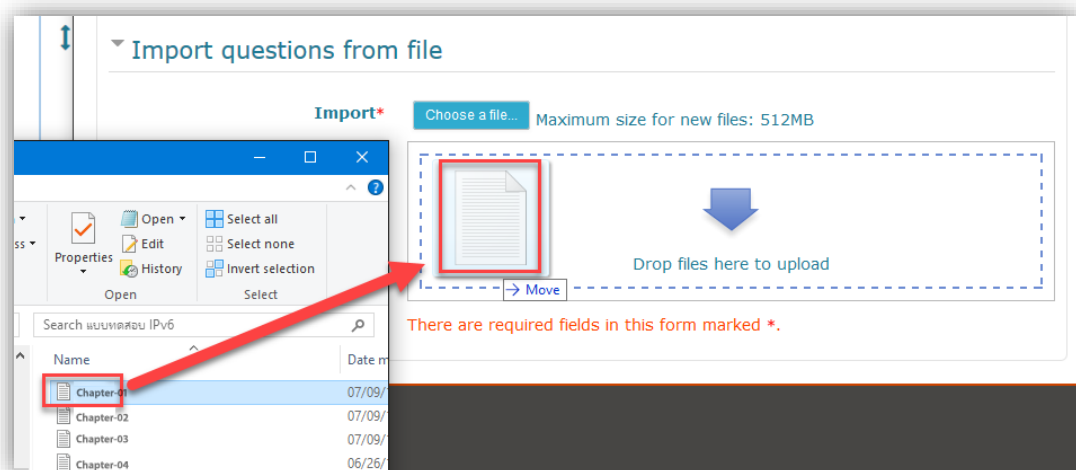 Import questions from file
Import*
Choose a file...
Maximum size for new files: 512MB
Drop files here to upload
Move
There are required fields in this form marked *.
ss
Properties
Open
Edit
History
Open
Select all
Select none
Invert selection
Select
Search แบบทดสอบ IPv6
Name
Date m
Chapter-01
07/09/
Chapter-02
07/09/
Chapter-03
07/09/
Chapter-04
06/26/